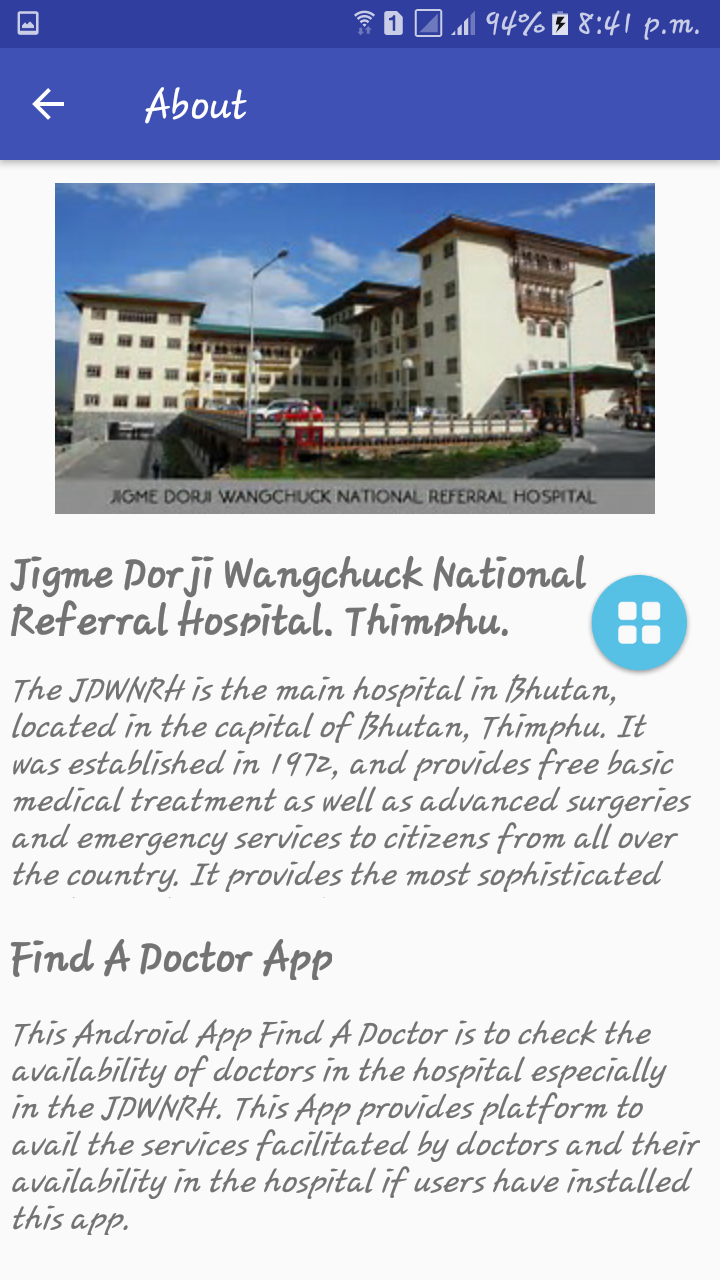 1 94% 8:41 p.m.
About
JIGME DORJI WANGCHUCK NATIONAL REFERRAL HOSPITAL
Jigme Dorji Wangchuck National
Referral Hospital. Thimphu.
The JDWNRH is the main hospital in Bhutan,
located in the capital of Bhutan, Thimphu. It
was established in 1972, and provides free basic
medical treatment as well as advanced surgeries
and emergency services to citizens from all over
the country. It provides the most sophisticated
Find A Doctor App
This Android App Find A Doctor is to check the
availability of doctors in the hospital especially
in the JDWNRH. This App provides platform to
avail the services facilitated by doctors and their
availability in the hospital if users have installed
this app.